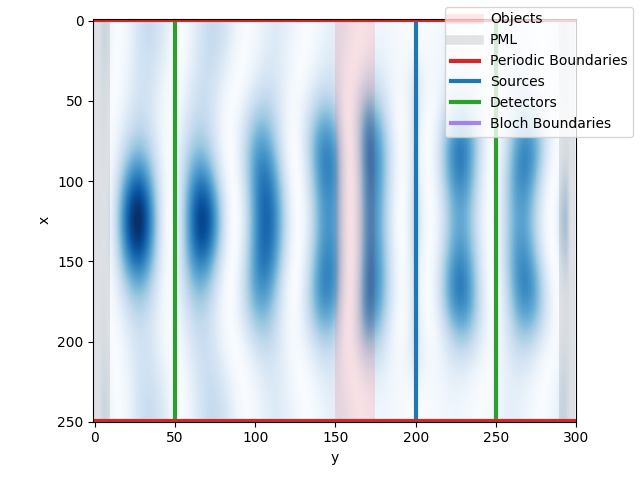 Objects
PML
Periodic Boundaries
Sources
Detectors
Bloch Boundaries
0
50
100
150
200
250
x
0 50 100 150 200 250 300
y